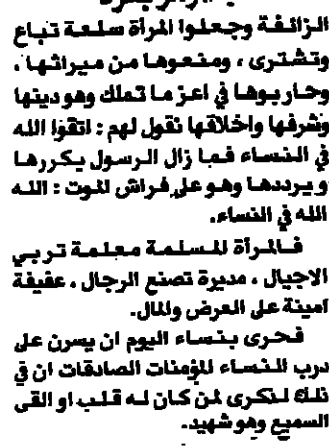 الزائفة وجعلوا المرأة سلعة تباع
وتشترى ، ومنعوها من ميراثها ،
وحاربوها في اعز ما تملك وهو دينها
وشرفها واخلاقها نقول لهم : اتقوا الله
في النساء فما زال الرسول يكررها
ويرددها وهو على فراش الموت : الله
الله في النساء.
فالمرأة المسلمة معلمة تربي
الاجيال ، مديرة تصنع الرجال ، عفيفة
امينة على العرض والمال.
فحرى بنساء اليوم ان يسرن على
درب النساء المؤمنات الصادقات ان في
ذلك لذكرى لمن كان له قلب او القى
السميع وهو شهيد.